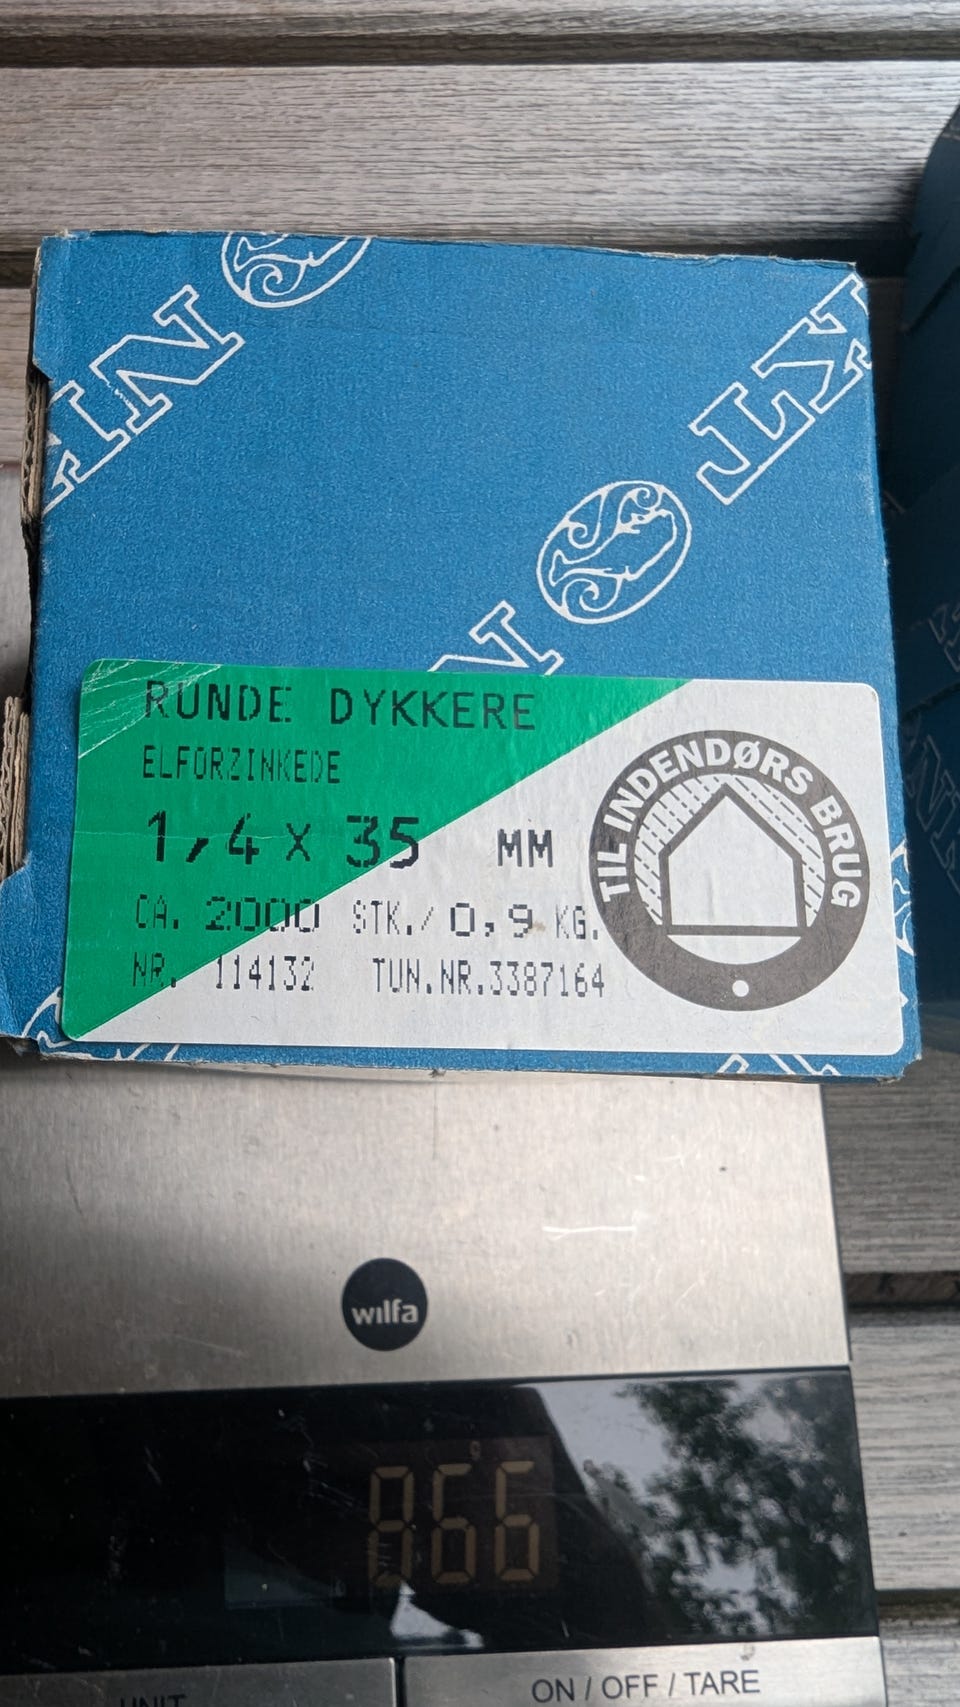 RUNDE DYKKERE
ELFORZINKEDE
1,4 X 35 MM
CA. 2000 STK./ 0,9 KG.
NR. 114132 TUN.NR.3387164
TIL INDENDØRS BRUG
wilfa
UNIT
ON / OFF / TARE